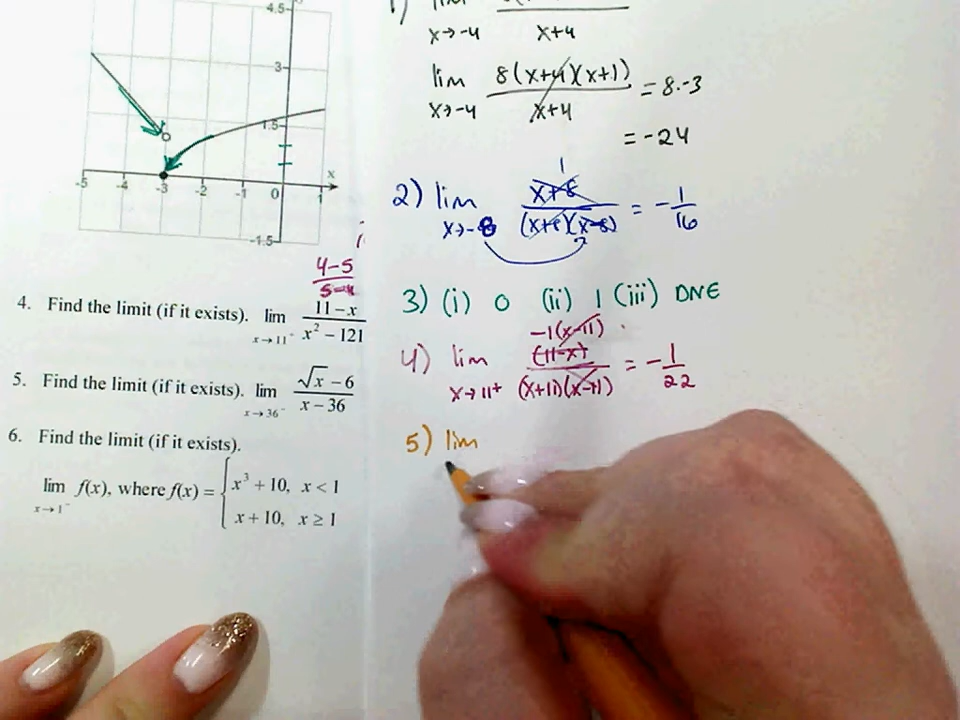 4.5
3
1.5
-5 -4 -3 -2 -1 0 1 x
-1.5
4-5
5-4
4. Find the limit (if it exists). lim x→11⁻ 11-x / x² - 121
5. Find the limit (if it exists). lim x→36⁻ √x - 6 / x - 36
6. Find the limit (if it exists).
lim x→1⁻ f(x), where f(x) = { x³ + 10, x < 1
x + 10, x ≥ 1
1) lim
x→-4 x+4
lim 8(x+4)(x+1) = 8·-3
x→-4 x+4
= -24
1
2) lim x+8 = -1/16
x→-8 (x+8)(x-8)
3) (i) 0 (ii) 1 (iii) DNE
-1(x-11)
4) lim (11-x) = -1/22
x→11+ (x+11)(x-11)
5) lim